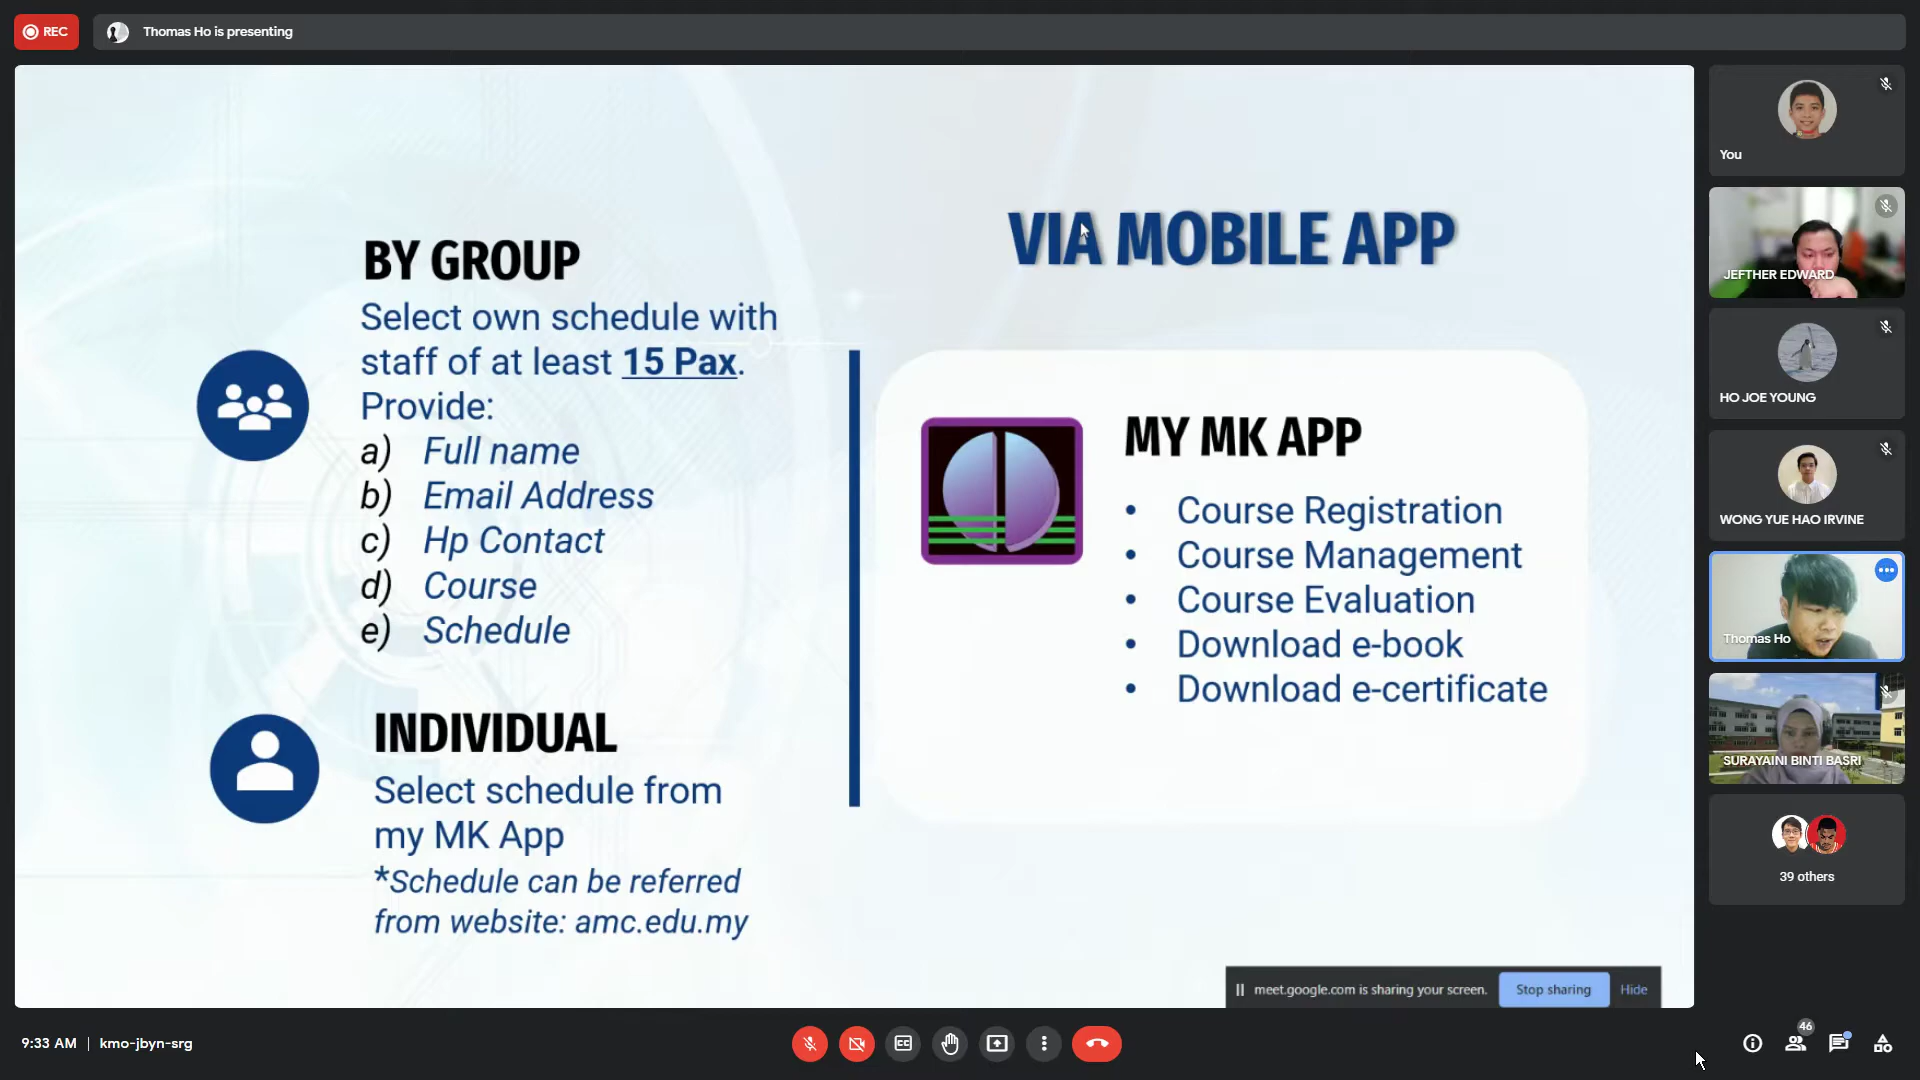 REC
Thomas Ho is presenting
BY GROUP
Select own schedule with
staff of at least 15 Pax.
Provide:
a) Full name
b) Email Address
c) Hp Contact
d) Course
e) Schedule
INDIVIDUAL
Select schedule from
my MK App
*Schedule can be referred
from website: amc.edu.my
VIA MOBILE APP
MY MK APP
• Course Registration
• Course Management
• Course Evaluation
• Download e-book
• Download e-certificate
meet.google.com is sharing your screen.
Stop sharing
Hide
You
JEFTHER EDWARD
HO JOE YOUNG
WONG YUE HAO IRVINE
Thomas Ho
SURAYAINI BINTI BASRI
39 others
9:33 AM | kmo-jbyn-srg
CC
46